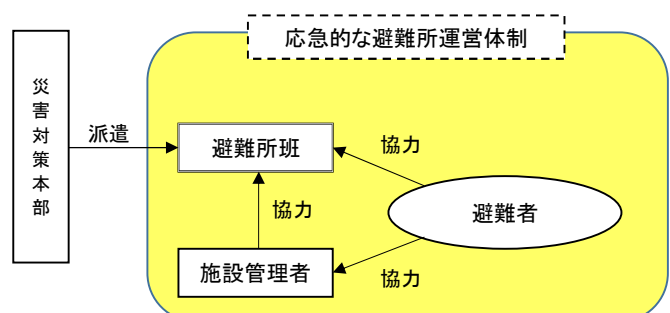 応急的な避難所運営体制
災害対策本部
派遣
避難所班
協力
避難者
協力
施設管理者
協力